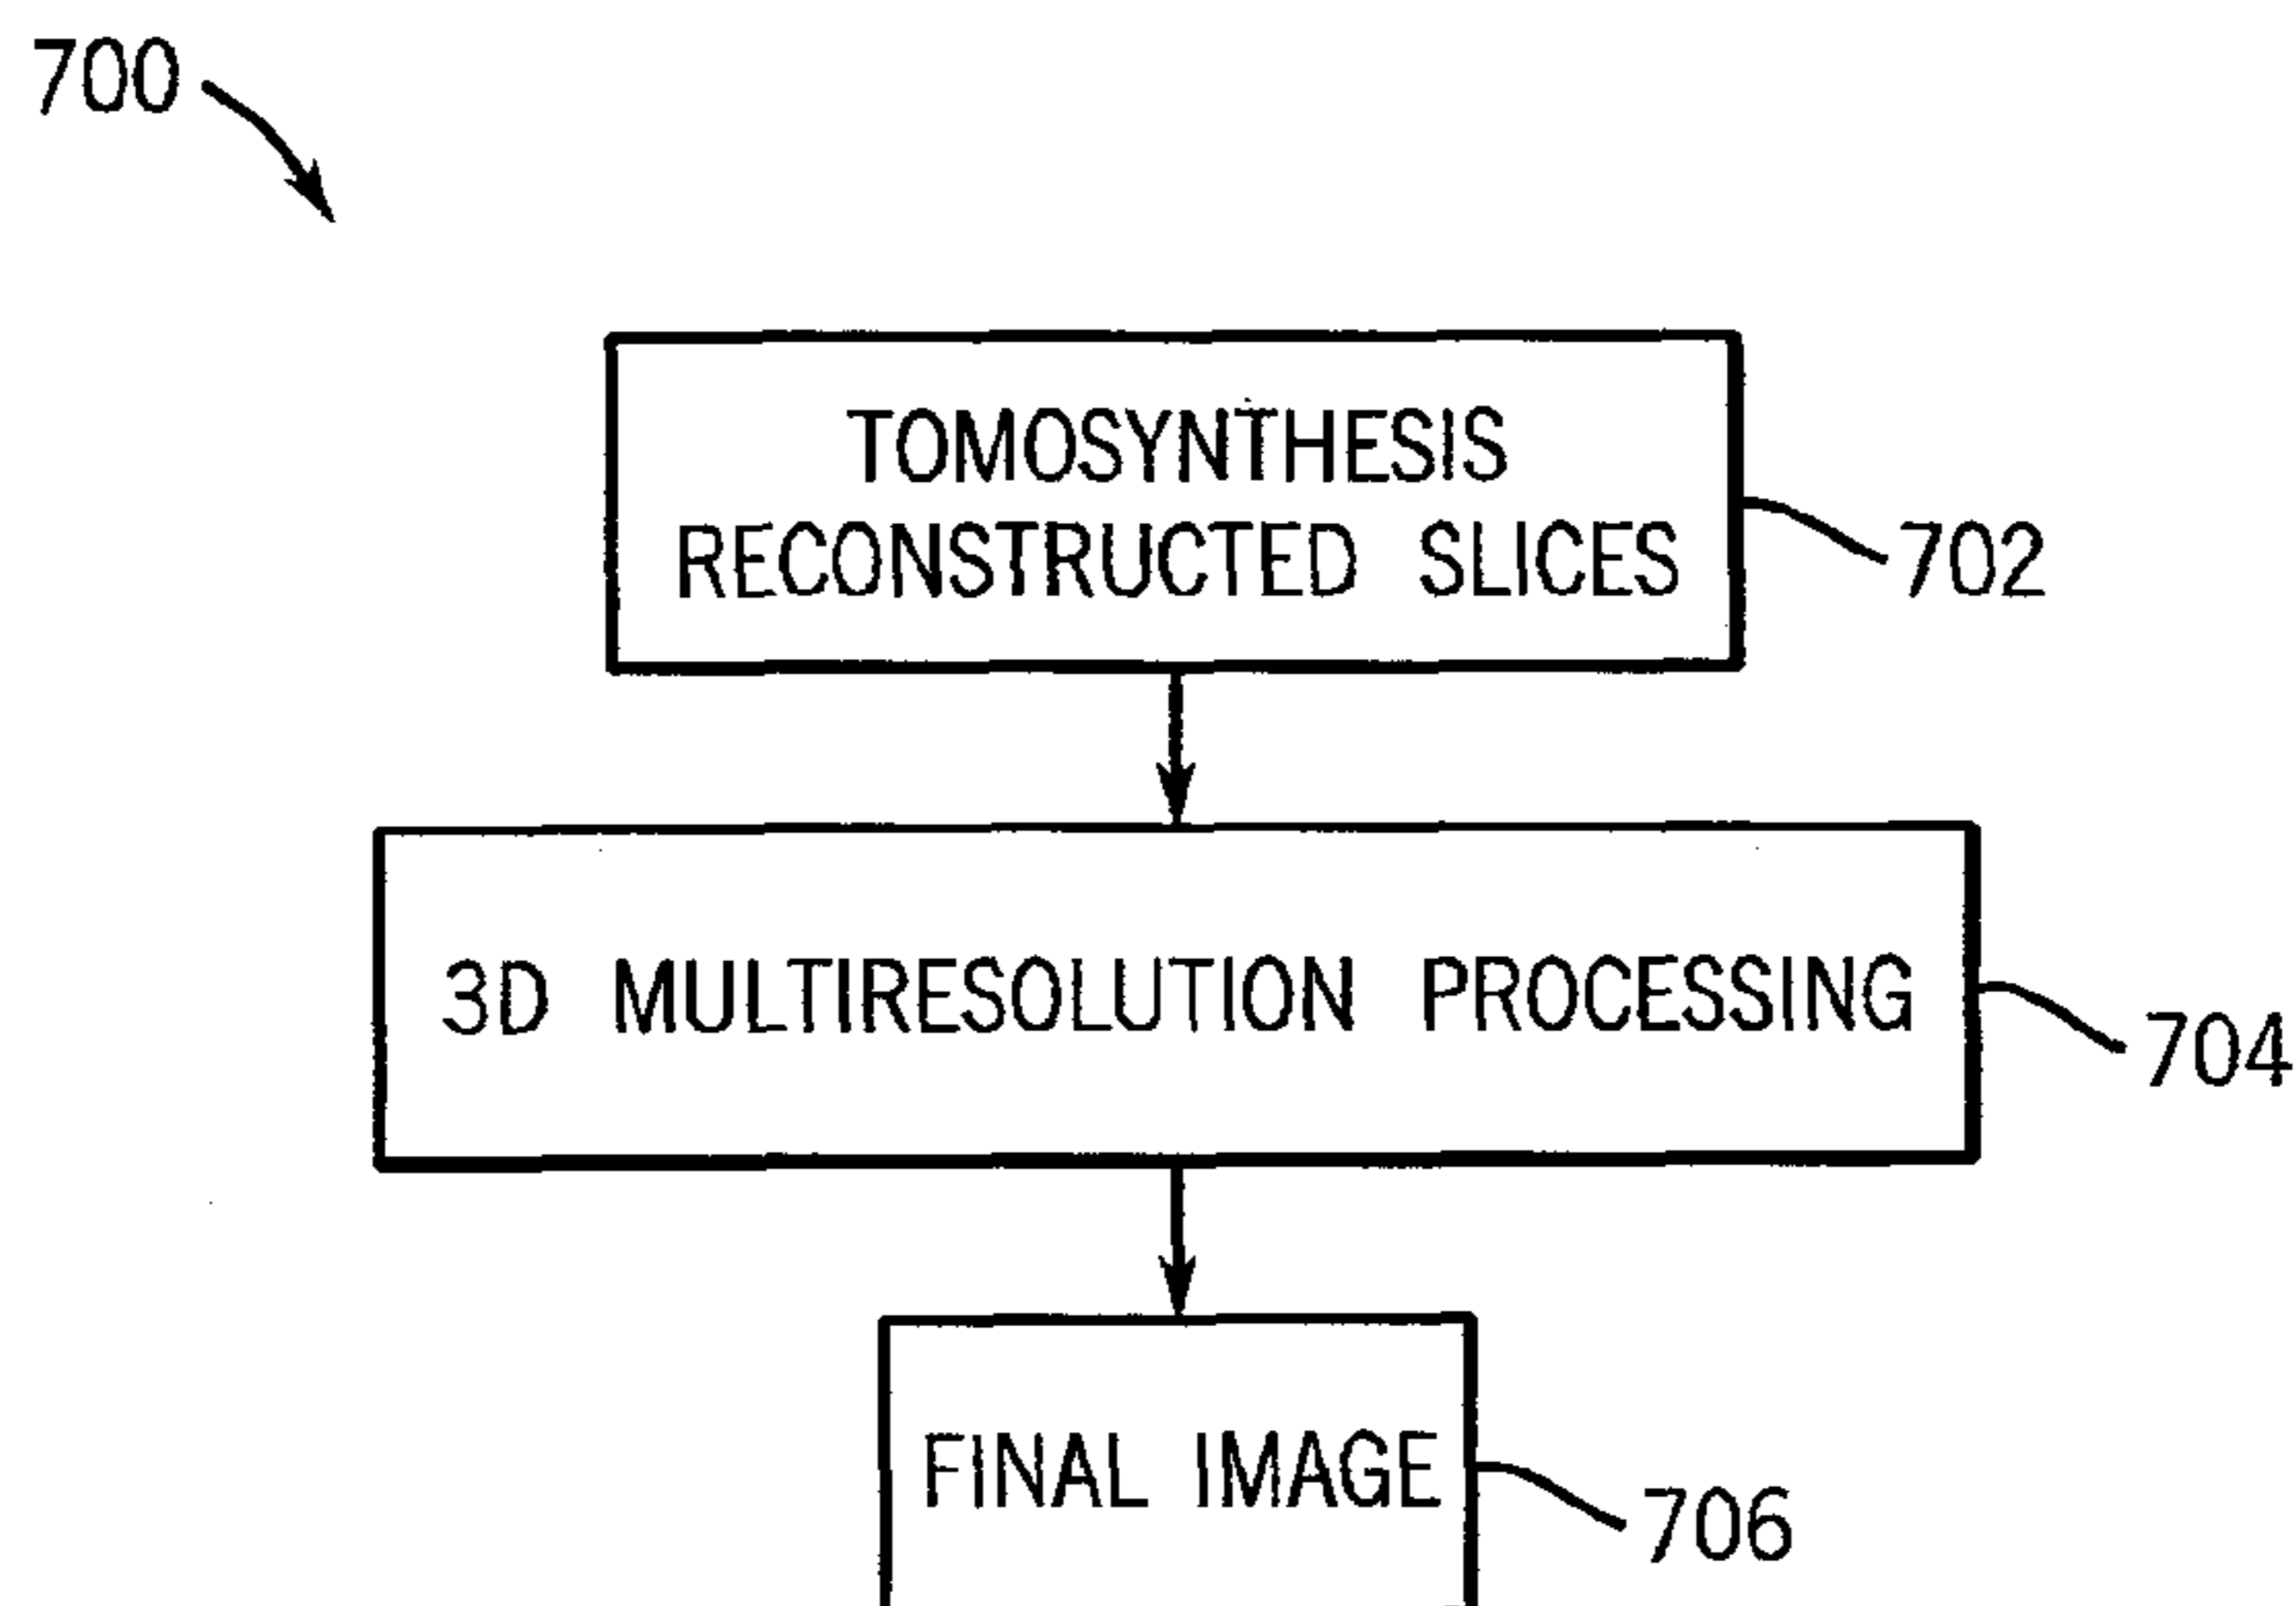 700
TOMOSYNTHESIS
RECONSTRUCTED SLICES
702
3D MULTIRESOLUTION PROCESSING
704
FINAL IMAGE
706